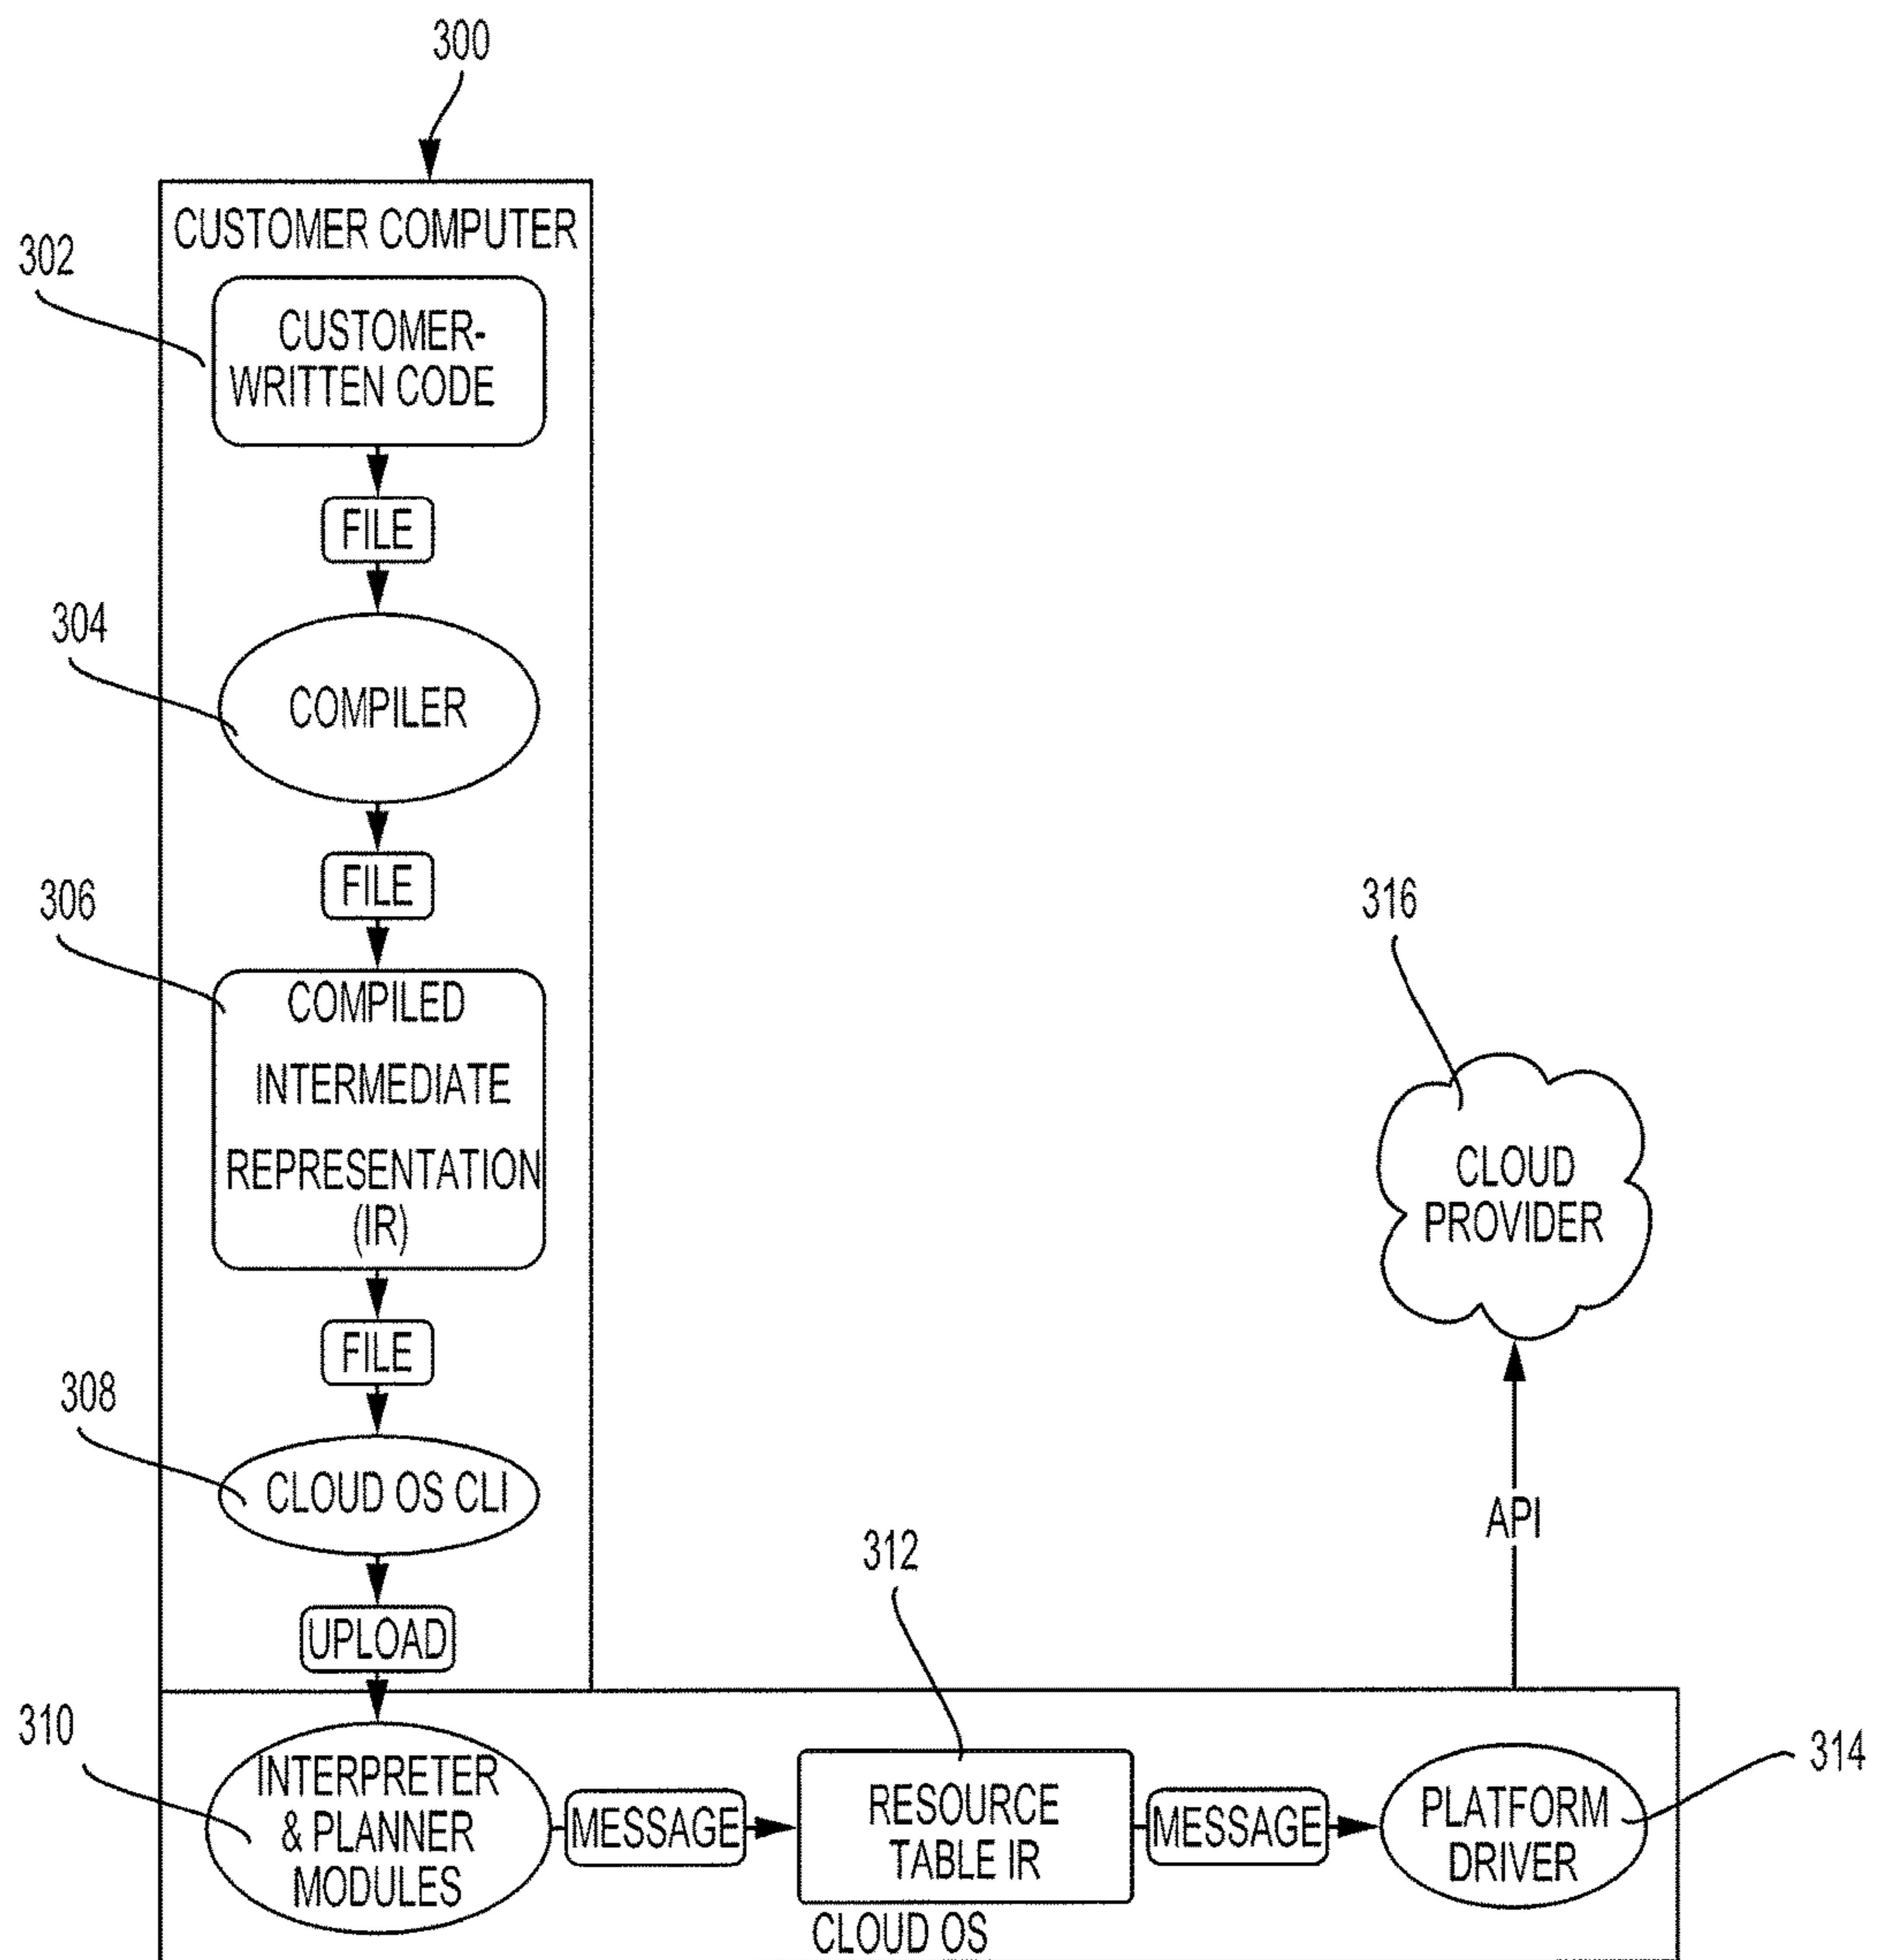 300
CUSTOMER COMPUTER
302
CUSTOMER-
WRITTEN CODE
FILE
304
COMPILER
FILE
306
COMPILED
INTERMEDIATE
REPRESENTATION
(IR)
316
CLOUD
PROVIDER
FILE
308
CLOUD OS CLI
API
312
UPLOAD
310
INTERPRETER
& PLANNER
MODULES
MESSAGE
RESOURCE
TABLE IR
MESSAGE
PLATFORM
DRIVER
314
CLOUD OS